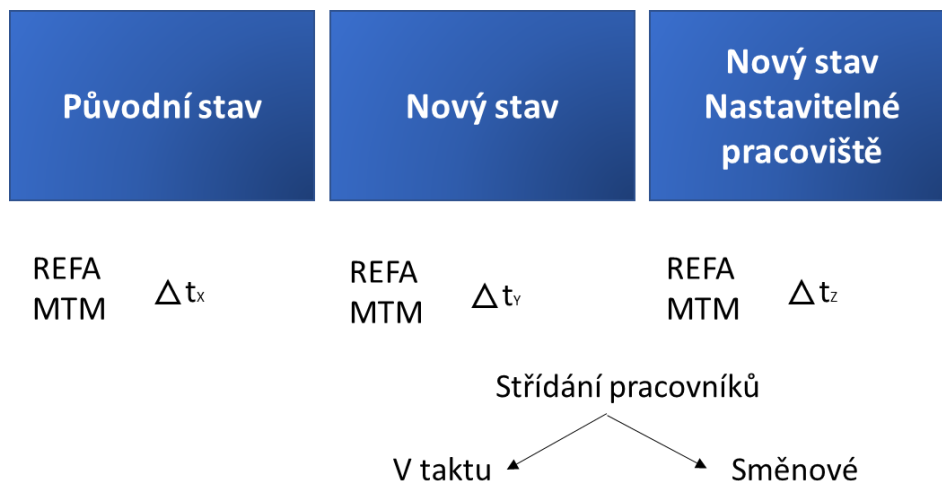 Původní stav
Nový stav
Nový stav
Nastavitelné
pracoviště
REFA
MTM
△ tX
REFA
MTM
△ tY
REFA
MTM
△ tZ
Střídání pracovníků
V taktu
Směnové